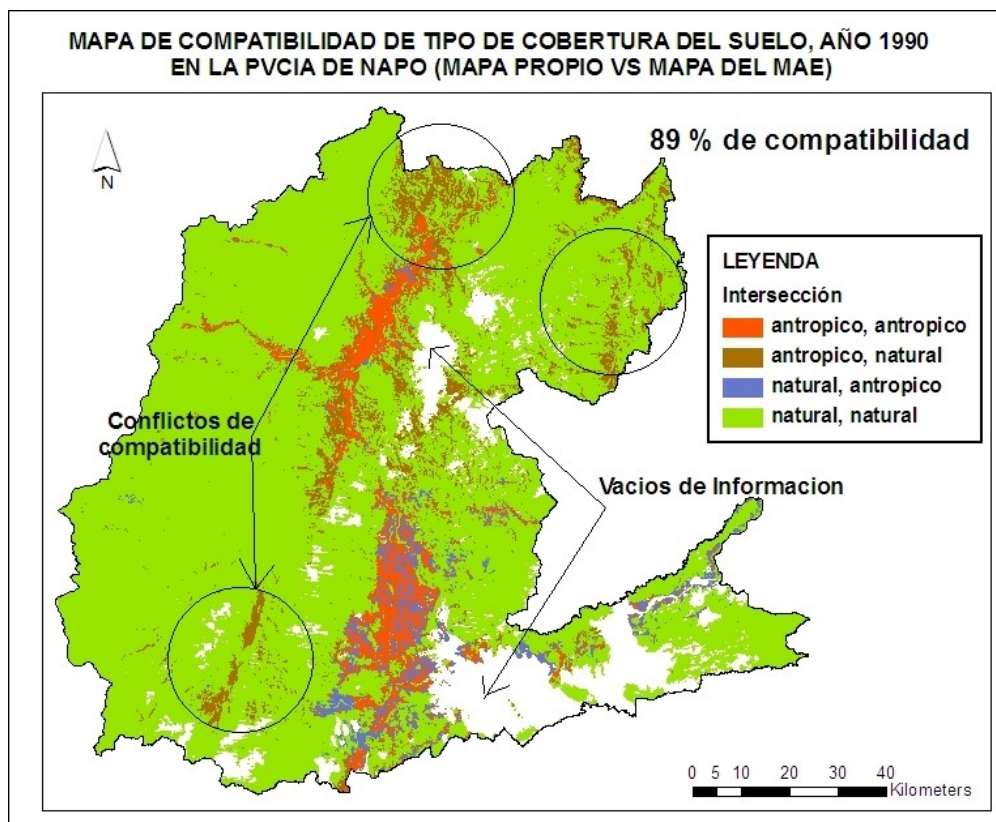 MAPA DE COMPATIBILIDAD DE TIPO DE COBERTURA DEL SUELO, AÑO 1990
EN LA PVCIA DE NAPO (MAPA PROPIO VS MAPA DEL MAE)
89 % de compatibilidad
N
LEYENDA
Intersección
antropico, antropico
antropico, natural
natural, antropico
natural, natural
Conflictos de
compatibilidad
Vacios de Informacion
0 5 10 20 30 40
Kilometers